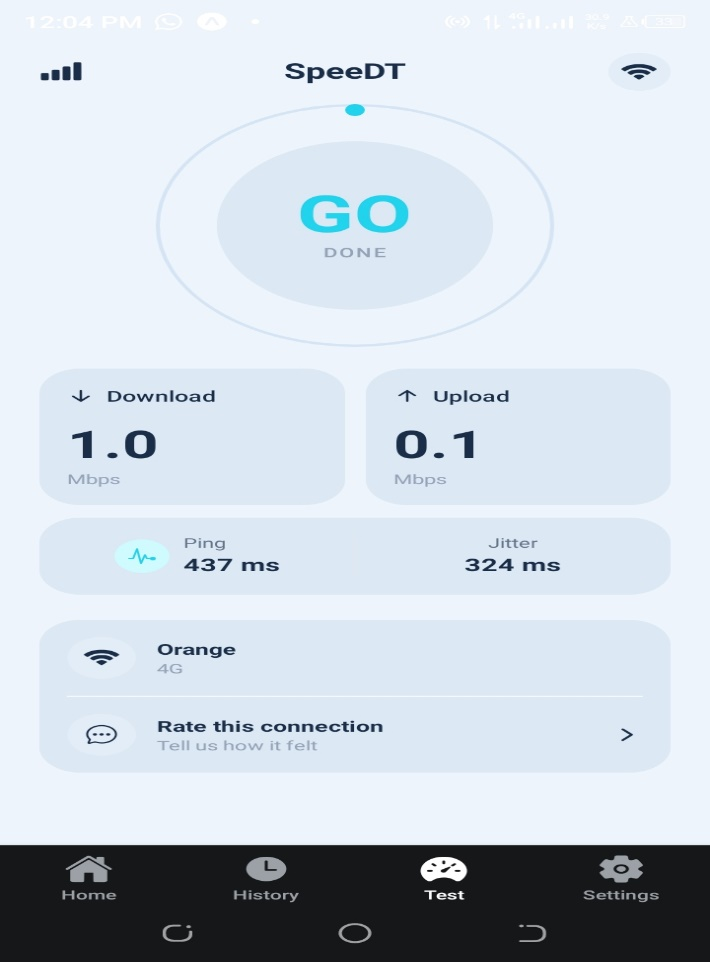 12:04 PM
4G
SpeeDT
GO
DONE
Download
1.0
Mbps
Upload
0.1
Mbps
Ping
437 ms
Jitter
324 ms
Orange
4G
Rate this connection
Tell us how it felt
Home
History
Test
Settings